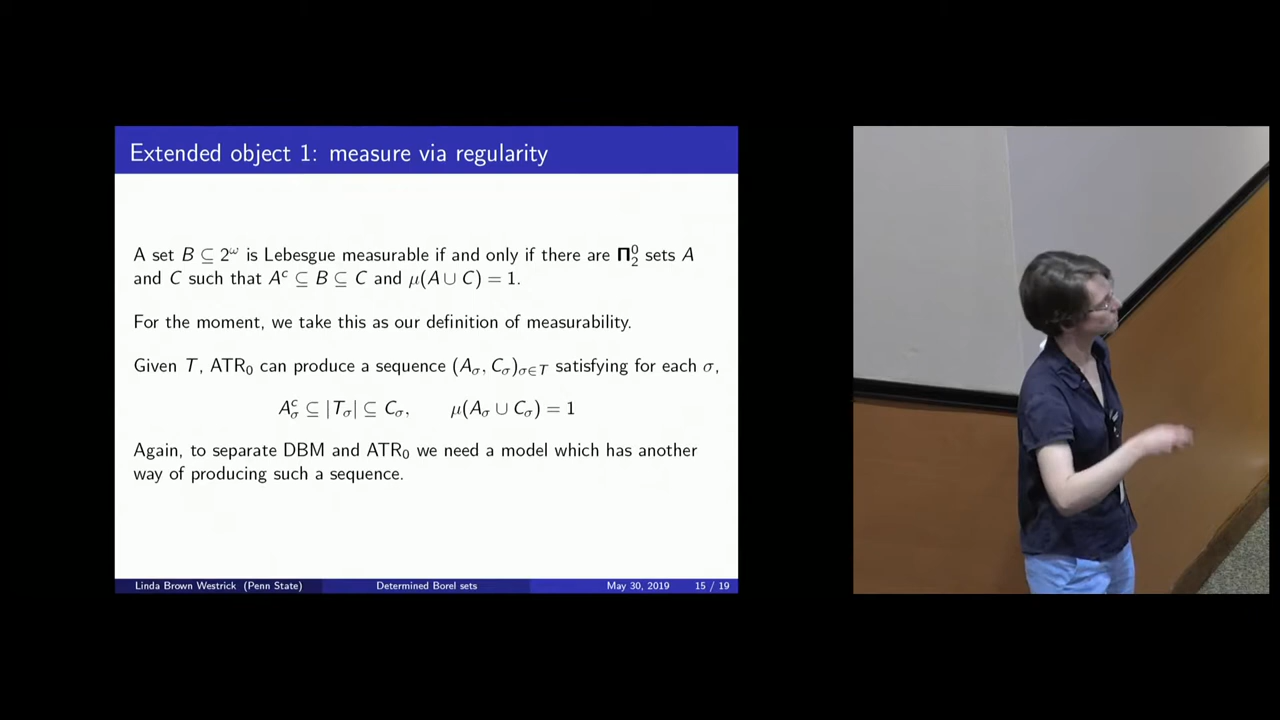 Extended object 1: measure via regularity
A set B ⊆ 2^ω is Lebesgue measurable if and only if there are Π⁰₂ sets A
and C such that Aᶜ ⊆ B ⊆ C and μ(A ∪ C) = 1.
For the moment, we take this as our definition of measurability.
Given T, ATR₀ can produce a sequence (A_σ, C_σ)_{σ∈T} satisfying for each σ,
A^c_σ ⊆ |T_σ| ⊆ C_σ, μ(A_σ ∪ C_σ) = 1
Again, to separate DBM and ATR₀ we need a model which has another
way of producing such a sequence.
Linda Brown Westrick (Penn State) Determined Borel sets May 30, 2019 15 / 19